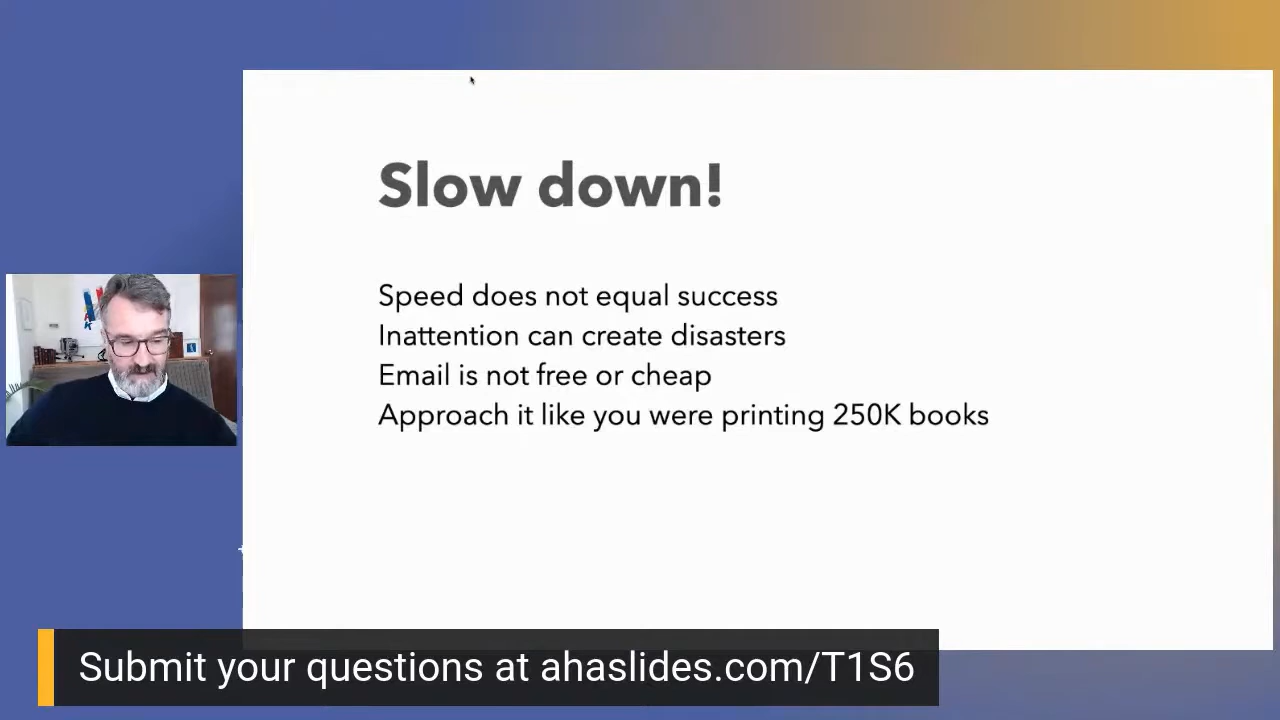 Slow down!
Speed does not equal success
Inattention can create disasters
Email is not free or cheap
Approach it like you were printing 250K books
Submit your questions at ahaslides.com/T1S6